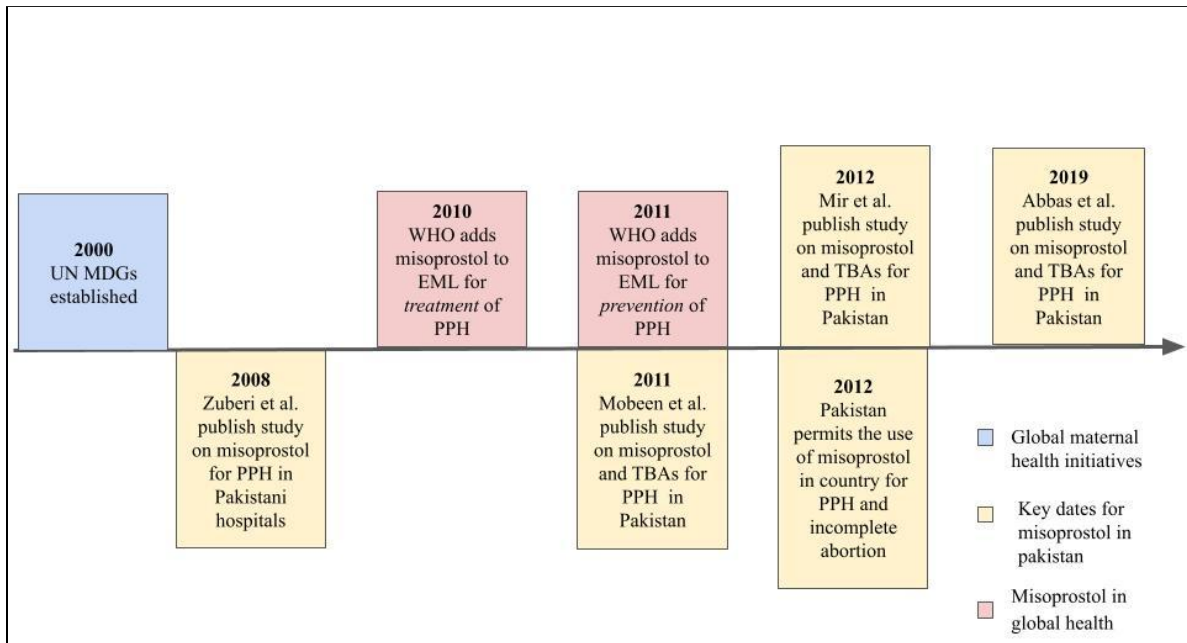 2000
UN MDGs
established
2008
Zuberi et al.
publish study
on misoprostol
for PPH in
Pakistani
hospitals
2010
WHO adds
misoprostol to
EML for
treatment of
PPH
2011
WHO adds
misoprostol to
EML for
prevention of
PPH
2011
Mobeen et al.
publish study
on misoprostol
and TBAs for
PPH in
Pakistan
2012
Mir et al.
publish study
on misoprostol
and TBAs for
PPH in
Pakistan
2012
Pakistan
permits the use
of misoprostol
in country for
PPH and
incomplete
abortion
2019
Abbas et al.
publish study
on misoprostol
and TBAs for
PPH in
Pakistan
Global maternal
health initiatives
Key dates for
misoprostol in
pakistan
Misoprostol in
global health